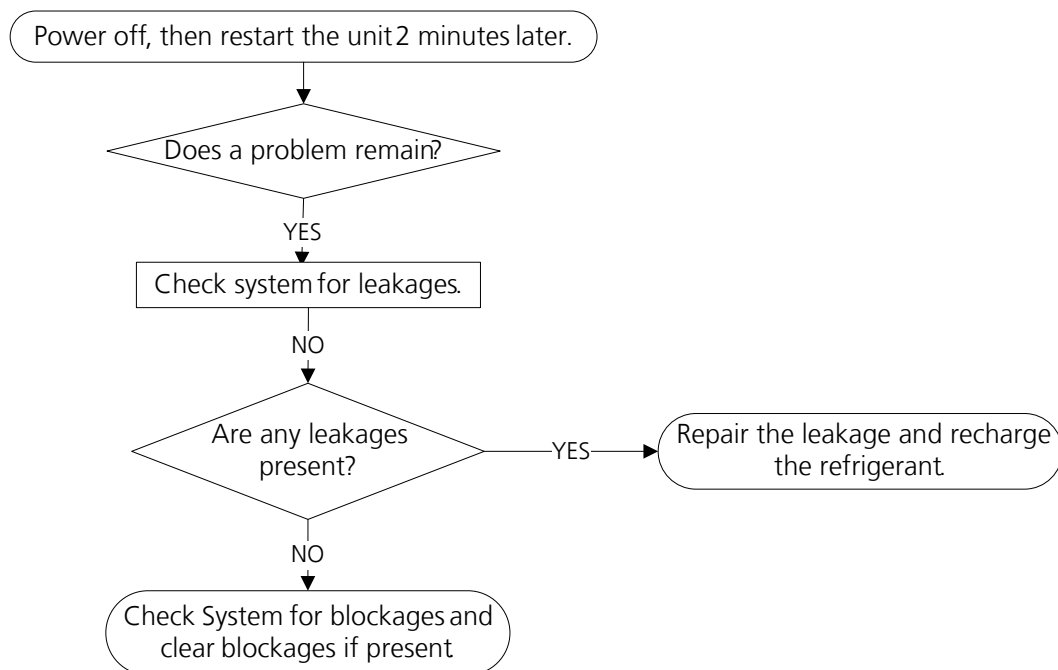 Power off, then restart the unit 2 minutes later.
Does a problem remain?
YES
Check system for leakages.
NO
Are any leakages
present?
YES
Repair the leakage and recharge
the refrigerant.
NO
Check System for blockages and
clear blockages if present.